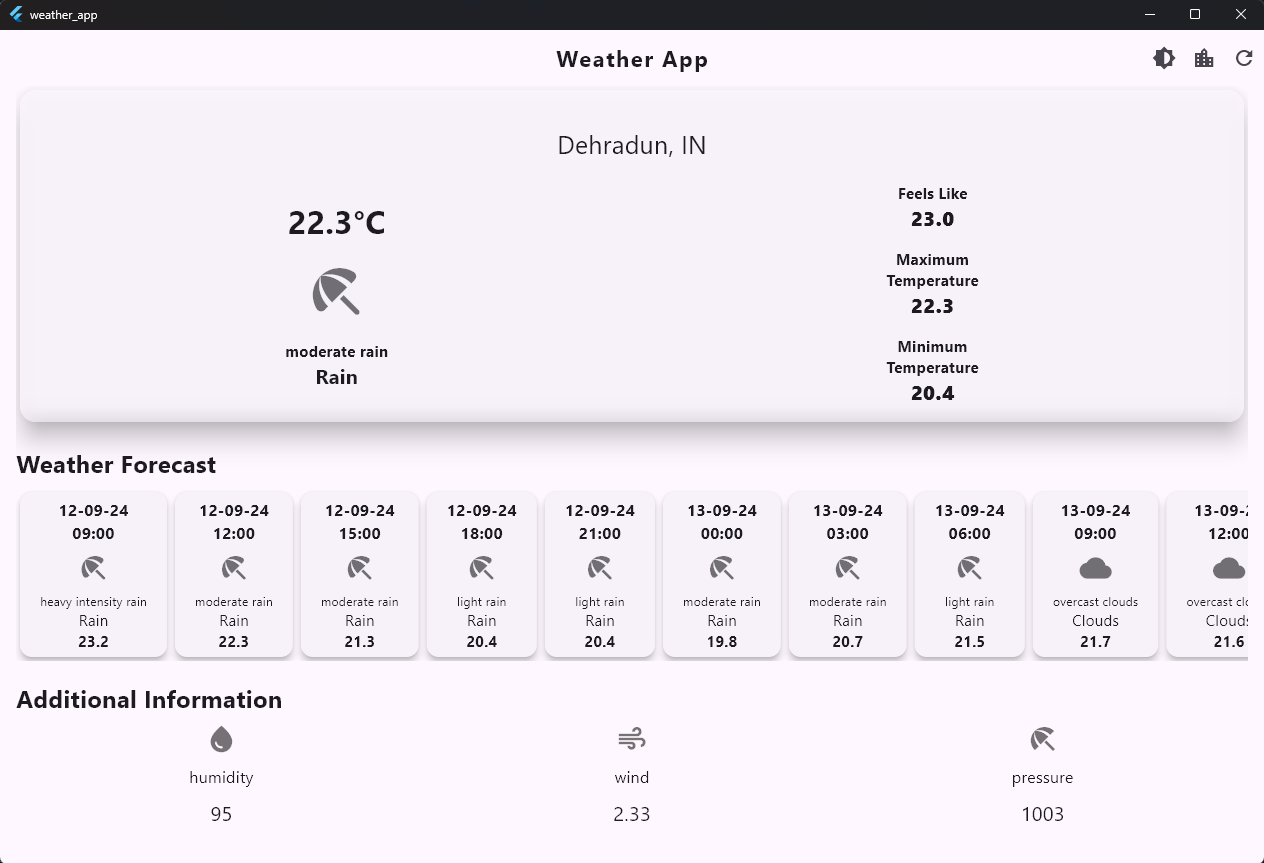 weather_app
Weather App
Dehradun, IN
22.3°C
moderate rain
Rain
Feels Like
23.0
Maximum
Temperature
22.3
Minimum
Temperature
20.4
Weather Forecast
12-09-24
09:00
heavy intensity rain
Rain
23.2
12-09-24
12:00
moderate rain
Rain
22.3
12-09-24
15:00
moderate rain
Rain
21.3
12-09-24
18:00
light rain
Rain
20.4
12-09-24
21:00
light rain
Rain
20.4
13-09-24
00:00
moderate rain
Rain
19.8
13-09-24
03:00
moderate rain
Rain
20.7
13-09-24
06:00
light rain
Rain
21.5
13-09-24
09:00
overcast clouds
Clouds
21.7
13-09-2
12:00
overcast clo
Clouds
21.6
Additional Information
humidity
95
wind
2.33
pressure
1003